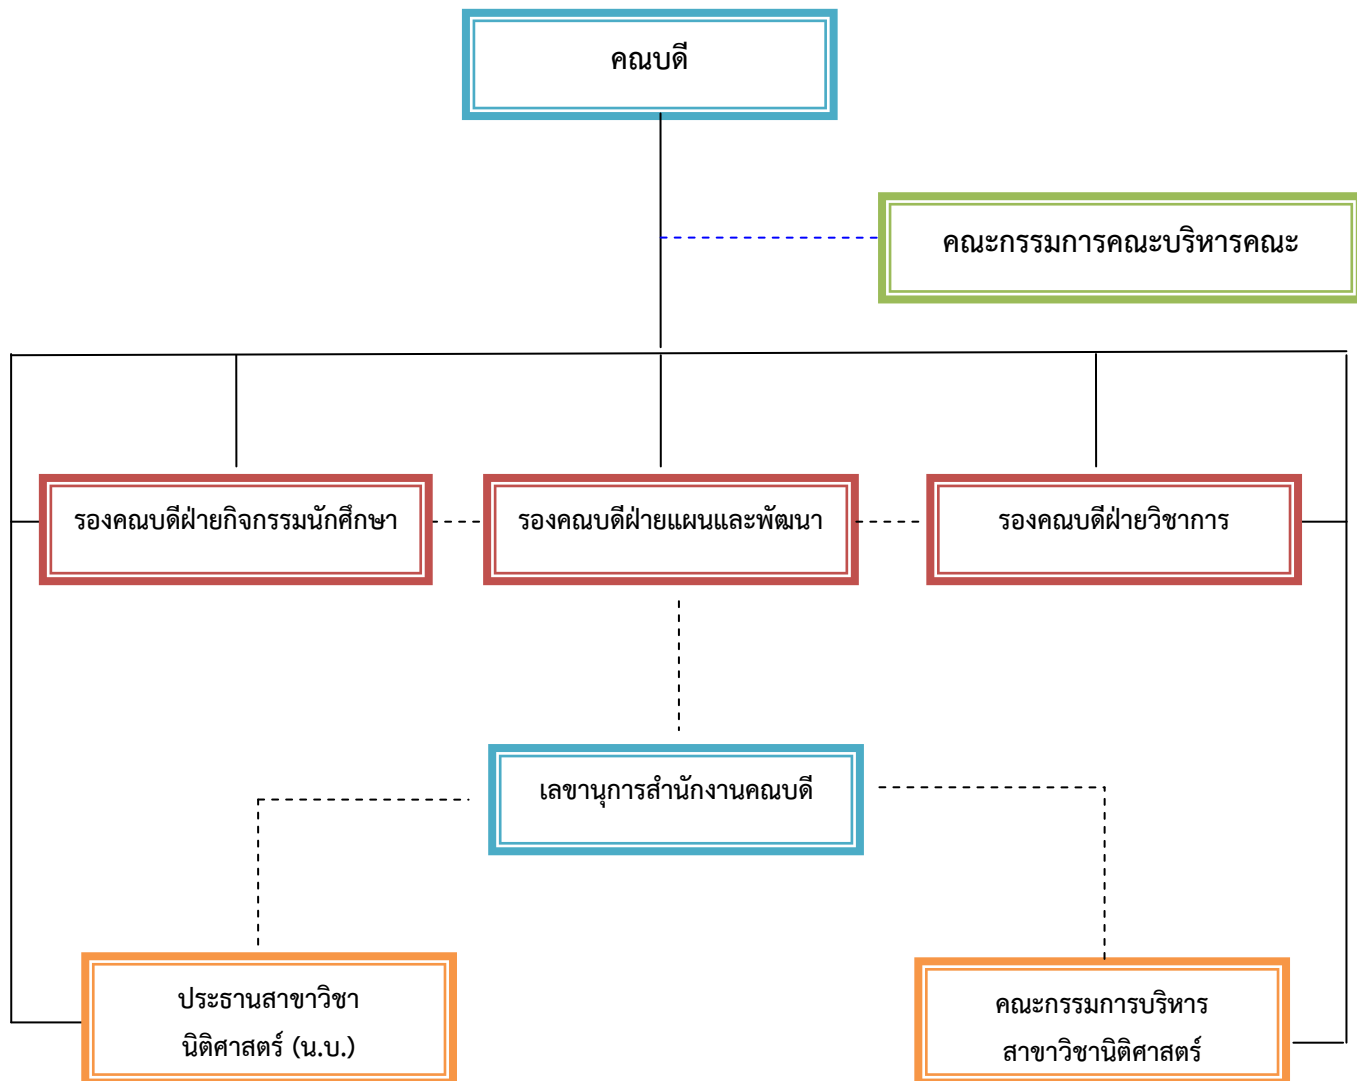 คณบดี
คณะกรรมการคณะบริหารคณะ
รองคณบดีฝ่ายกิจกรรมนักศึกษา
รองคณบดีฝ่ายแผนและพัฒนา
รองคณบดีฝ่ายวิชาการ
เลขานุการสำนักงานคณบดี
ประธานสาขาวิชา
นิติศาสตร์ (น.บ.)
คณะกรรมการบริหาร
สาขาวิชานิติศาสตร์